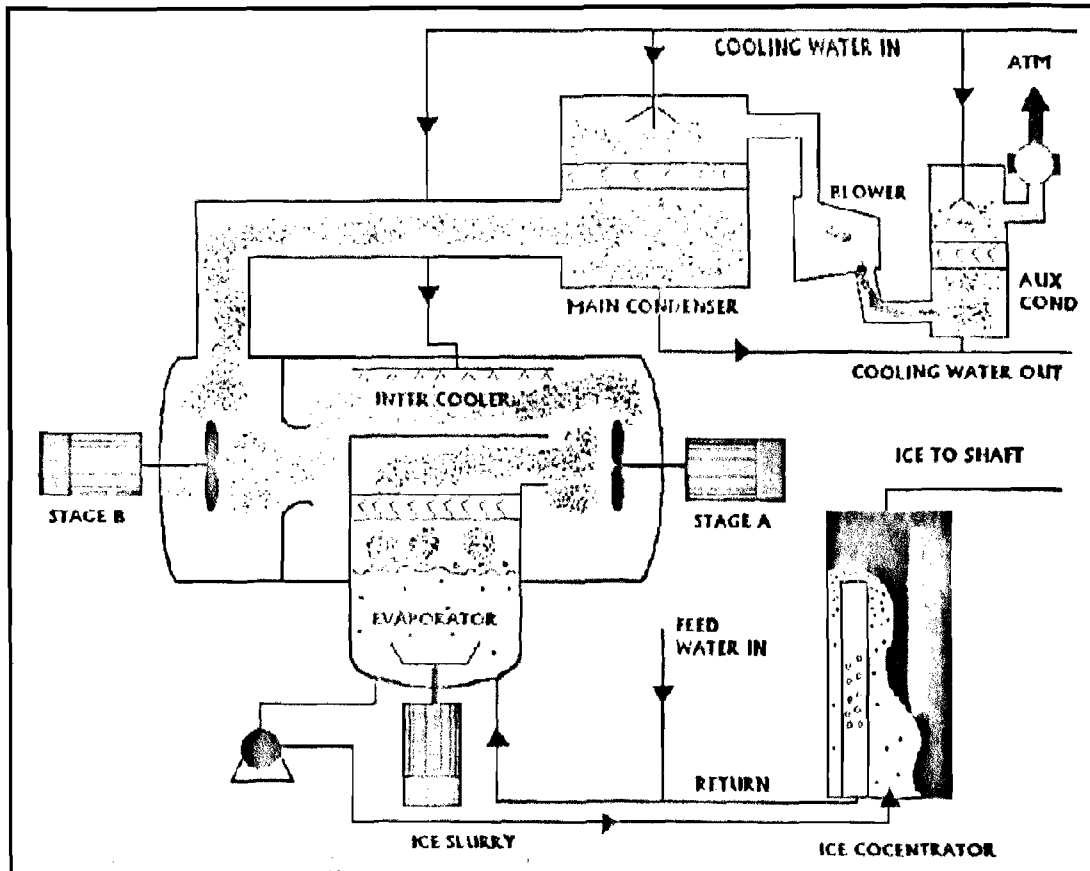 COOLING WATER IN
ATM
BLOWER
MAIN CONDENSER
AUX
COND
COOLING WATER OUT
INTER COOLER
STAGE B
STAGE A
ICE TO SHAFT
EVAPORATOR
FEED
WATER IN
RETURN
ICE SLURRY
ICE COCENTRATOR